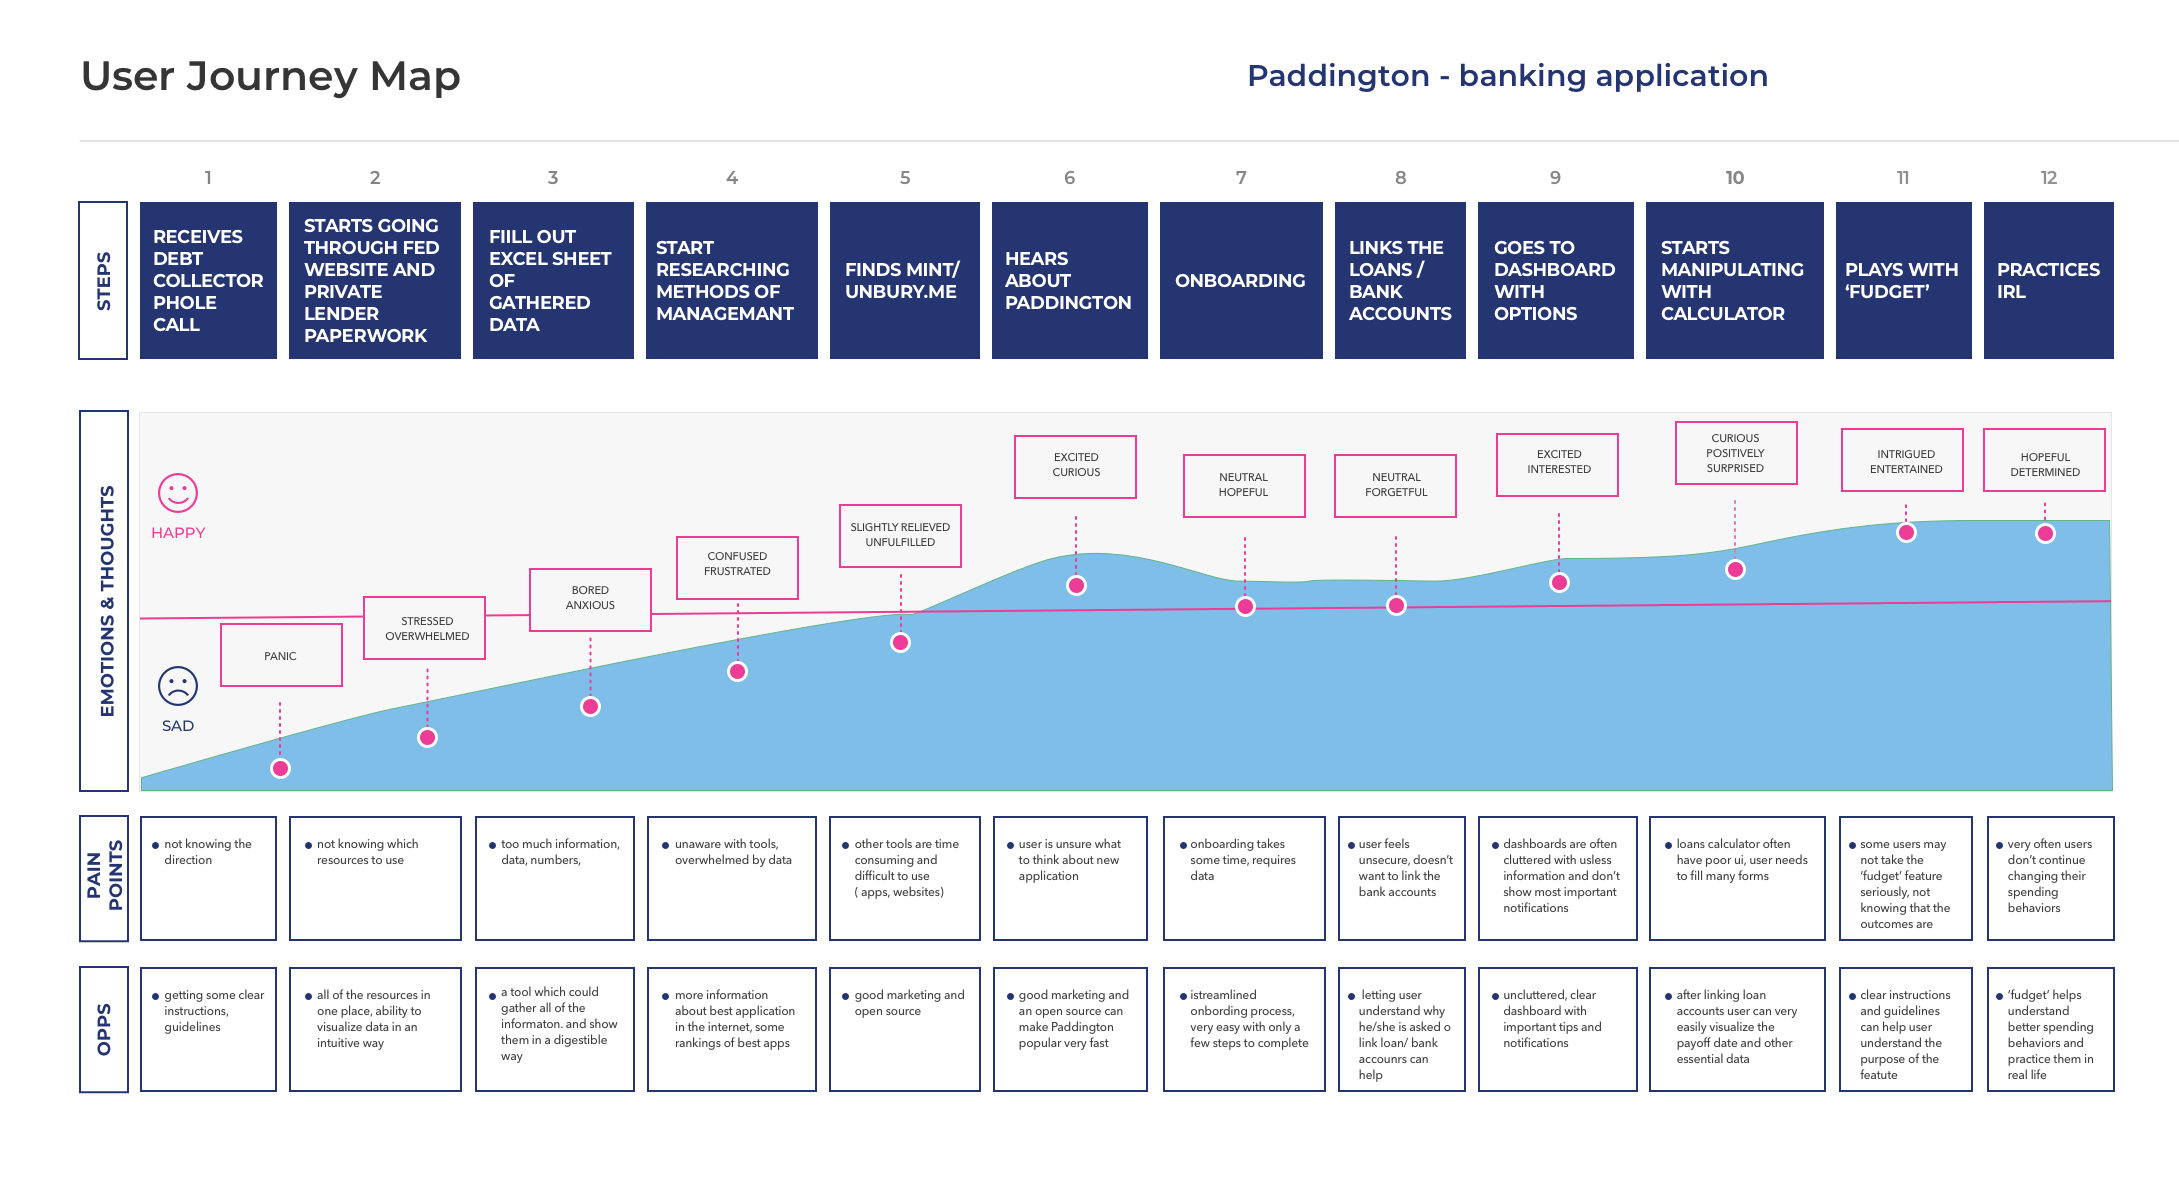 User Journey Map
Paddington - banking application
1
2
3
4
5
6
7
8
9
10
11
12
STEPS
RECEIVES
DEBT
COLLECTOR
PHOLE
CALL
STARTS GOING
THROUGH FED
WEBSITE AND
PRIVATE
LENDER
PAPERWORK
FIILL OUT
EXCEL SHEET
OF
GATHERED
DATA
START
RESEARCHING
METHODS OF
MANAGEMANT
FINDS MINT/
UNBURY.ME
HEARS
ABOUT
PADDINGTON
ONBOARDING
LINKS THE
LOANS /
BANK
ACCOUNTS
GOES TO
DASHBOARD
WITH
OPTIONS
STARTS
MANIPULATING
WITH
CALCULATOR
PLAYS WITH
‘FUDGET’
PRACTICES
IRL
EMOTIONS & THOUGHTS
HAPPY
SAD
PANIC
STRESSED
OVERWHELMED
BORED
ANXIOUS
CONFUSED
FRUSTRATED
SLIGHTLY RELIEVED
UNFULFILLED
EXCITED
CURIOUS
NEUTRAL
HOPEFUL
NEUTRAL
FORGETFUL
EXCITED
INTERESTED
CURIOUS
POSITIVELY
SURPRISED
INTRIGUED
ENTERTAINED
HOPEFUL
DETERMINED
PAIN
POINTS
not knowing the
direction
not knowing which
resources to use
too much information,
data, numbers,
unaware with tools,
overwhelmed by data
other tools are time
consuming and
difficult to use
( apps, websites)
user is unsure what
to think about new
application
onboarding takes
some time, requires
data
user feels
unsecure, doesn’t
want to link the
bank accounts
dashboards are often
cluttered with usless
information and don’t
show most important
notifications
loans calculator often
have poor ui, user needs
to fill many forms
some users may
not take the
‘fudget’ feature
seriously, not
knowing that the
outcomes are
very often users
don’t continue
changing their
spending
behaviors
OPPS
getting some clear
instructions,
guidelines
all of the resources in
one place, ability to
visualize data in an
intuitive way
a tool which could
gather all of the
informaton. and show
them in a digestible
way
more information
about best application
in the internet, some
rankings of best apps
good marketing and
open source
good marketing and
an open source can
make Paddington
popular very fast
istreamlined
onbording process,
very easy with only a
few steps to complete
letting user
understand why
he/she is asked o
link loan/ bank
accounrs can
help
uncluttered, clear
dashboard with
important tips and
notifications
after linking loan
accounts user can very
easily visualize the
payoff date and other
essential data
clear instructions
and guidelines
can help user
understand the
purpose of the
featute
‘fudget’ helps
understand
better spending
behaviors and
practice them in
real life